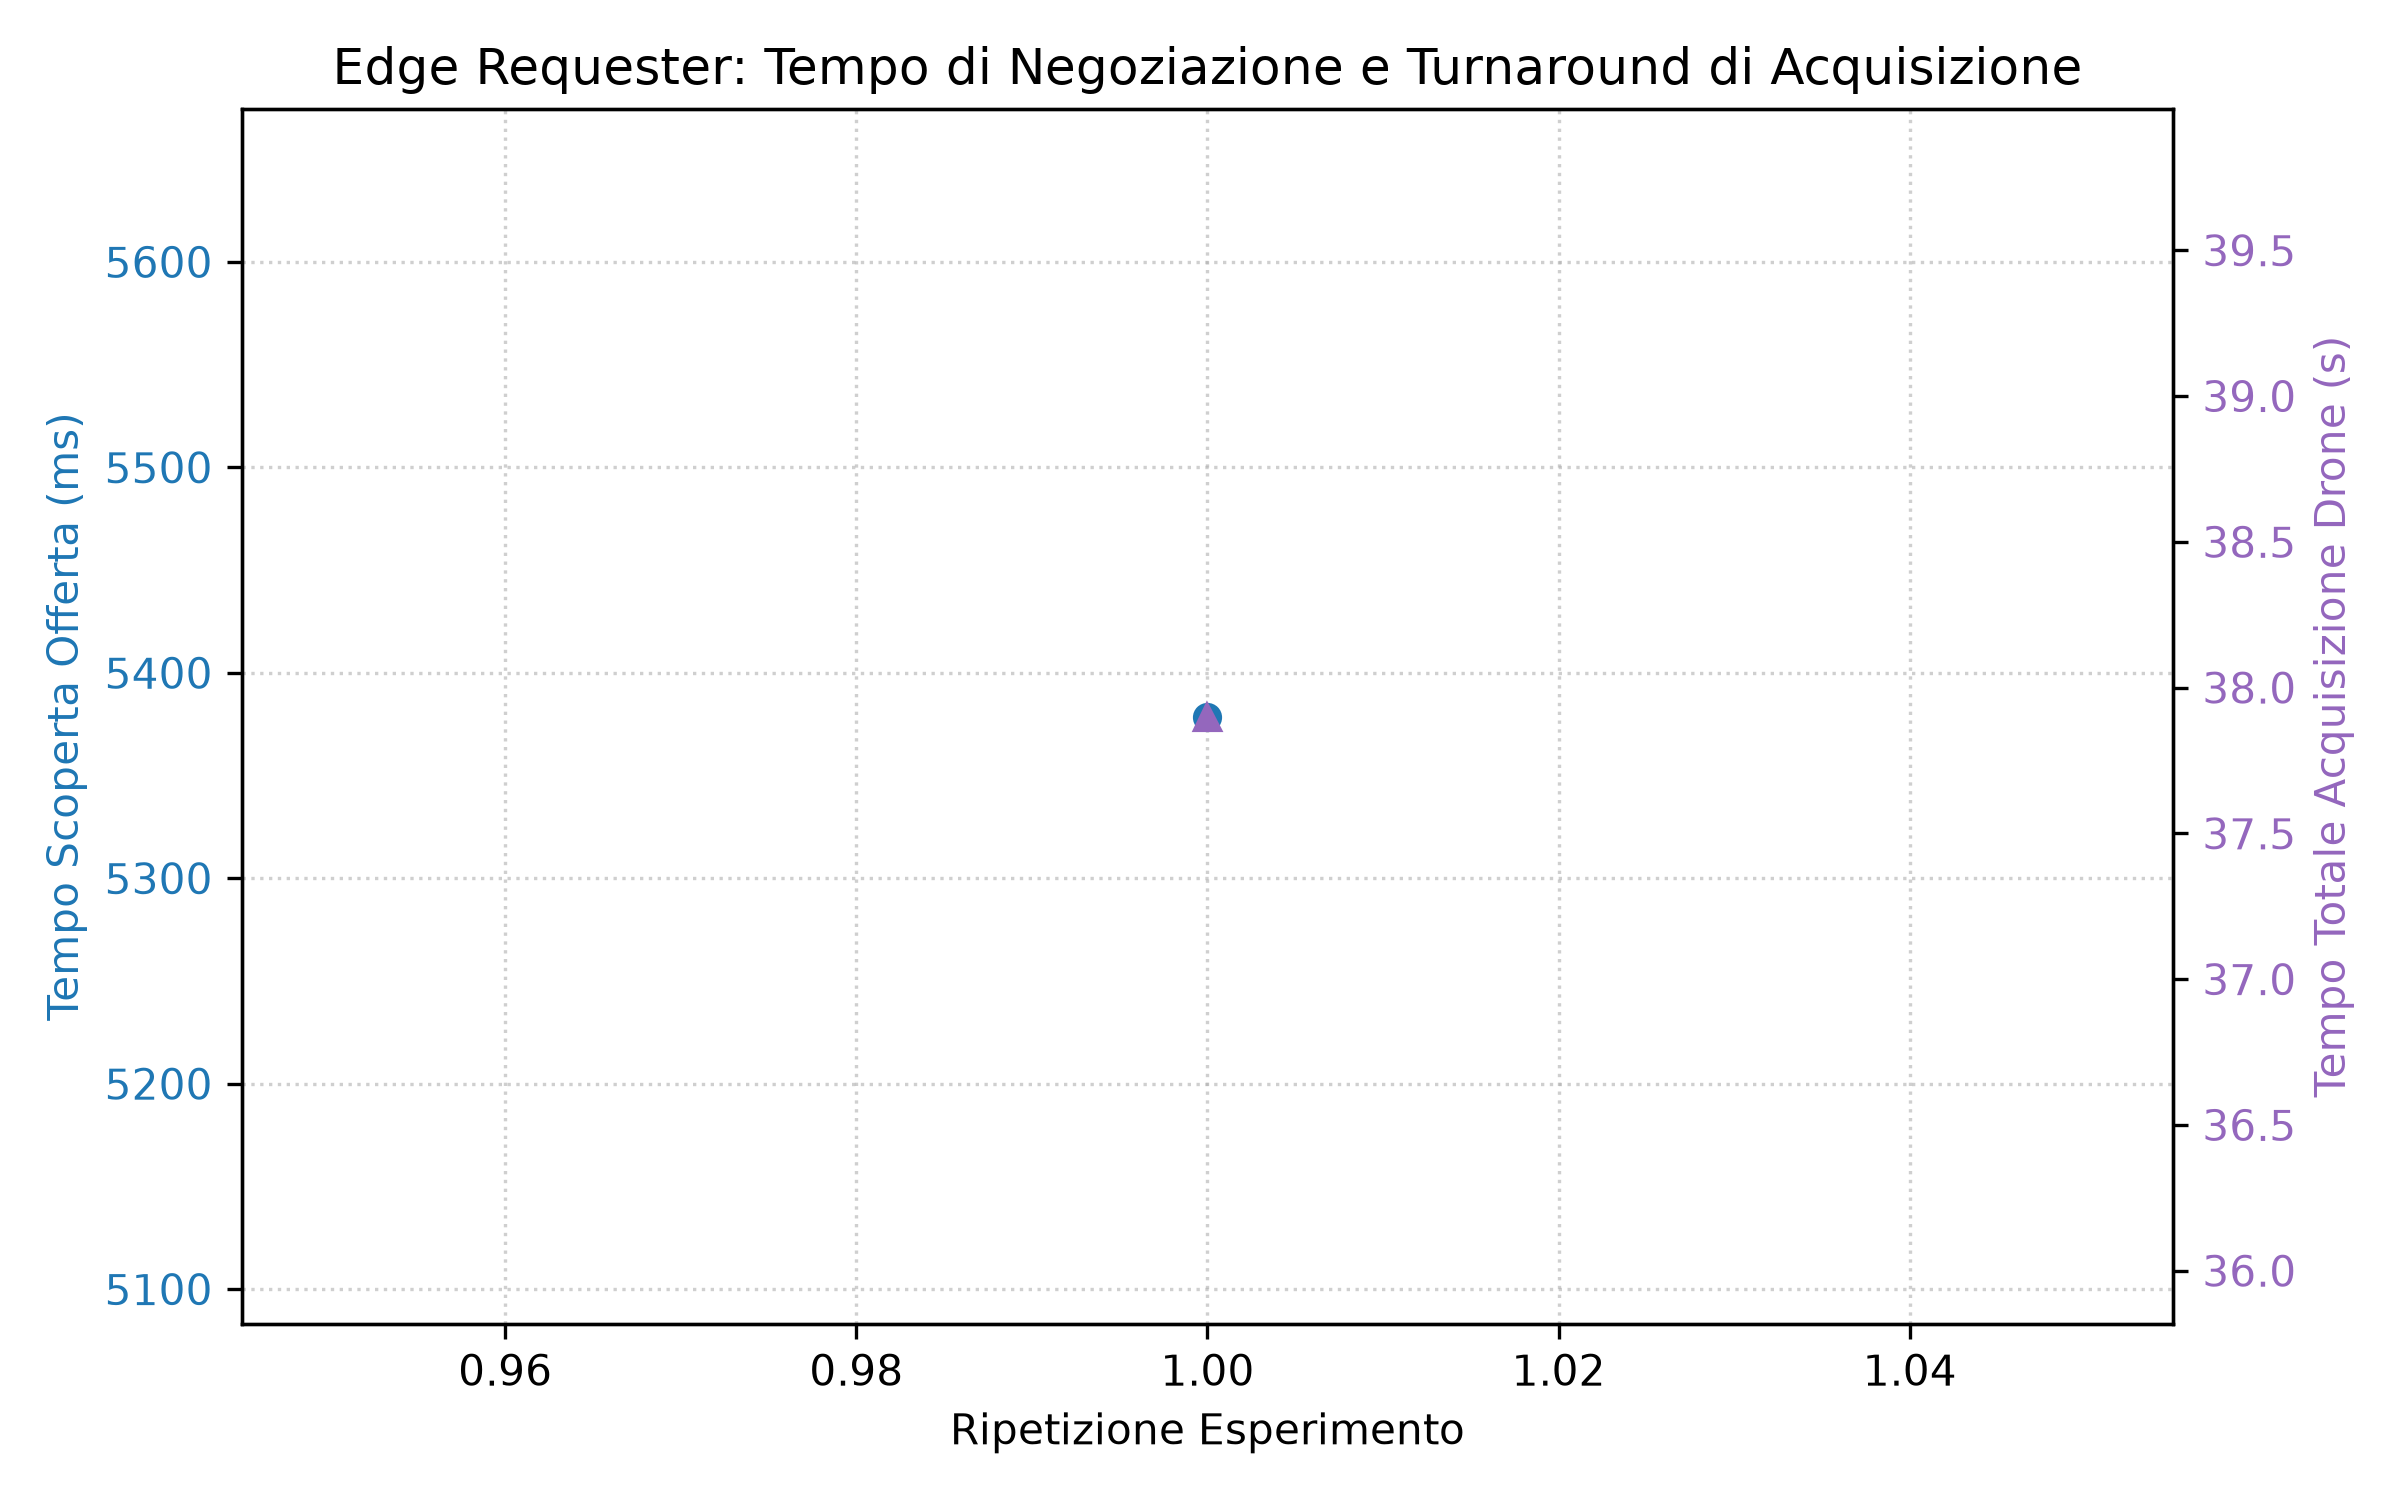 Edge Requester: Tempo di Negoziazione e Turnaround di Acquisizione
Tempo Scoperta Offerta (ms)
5600
5500
5400
5300
5200
5100
39.5
39.0
38.5
38.0
37.5
37.0
36.5
36.0
Tempo Totale Acquisizione Drone (s)
0.96 0.98 1.00 1.02 1.04
Ripetizione Esperimento